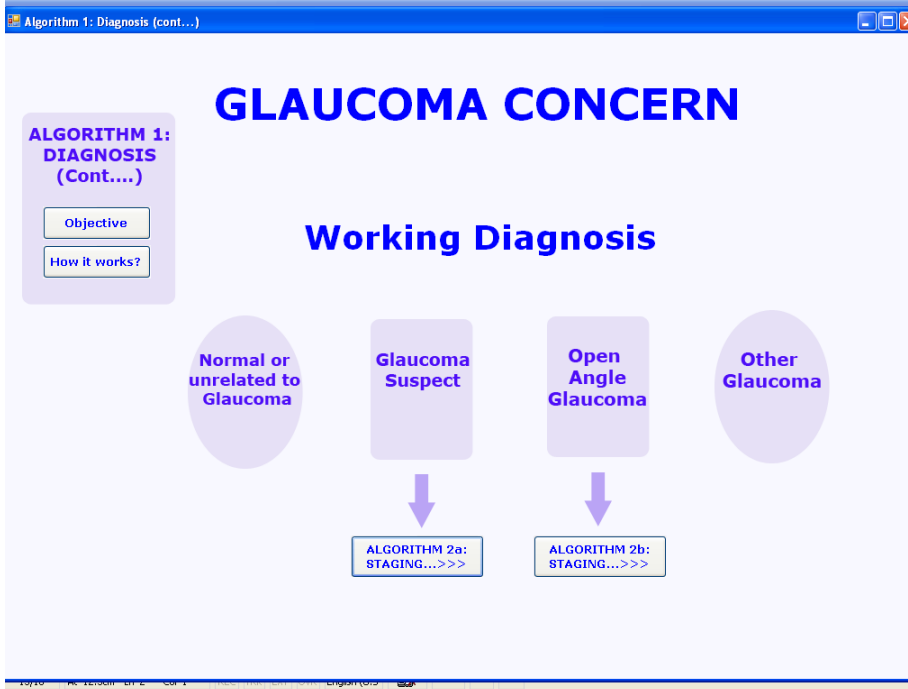 Algorithm 1: Diagnosis (cont...)
GLAUCOMA CONCERN
ALGORITHM 1:
DIAGNOSIS
(Cont....)
Objective
How it works?
Working Diagnosis
Normal or
unrelated to
Glaucoma
Glaucoma
Suspect
Open
Angle
Glaucoma
Other
Glaucoma
ALGORITHM 2a:
STAGING...>>>
ALGORITHM 2b:
STAGING...>>>
English (U.S